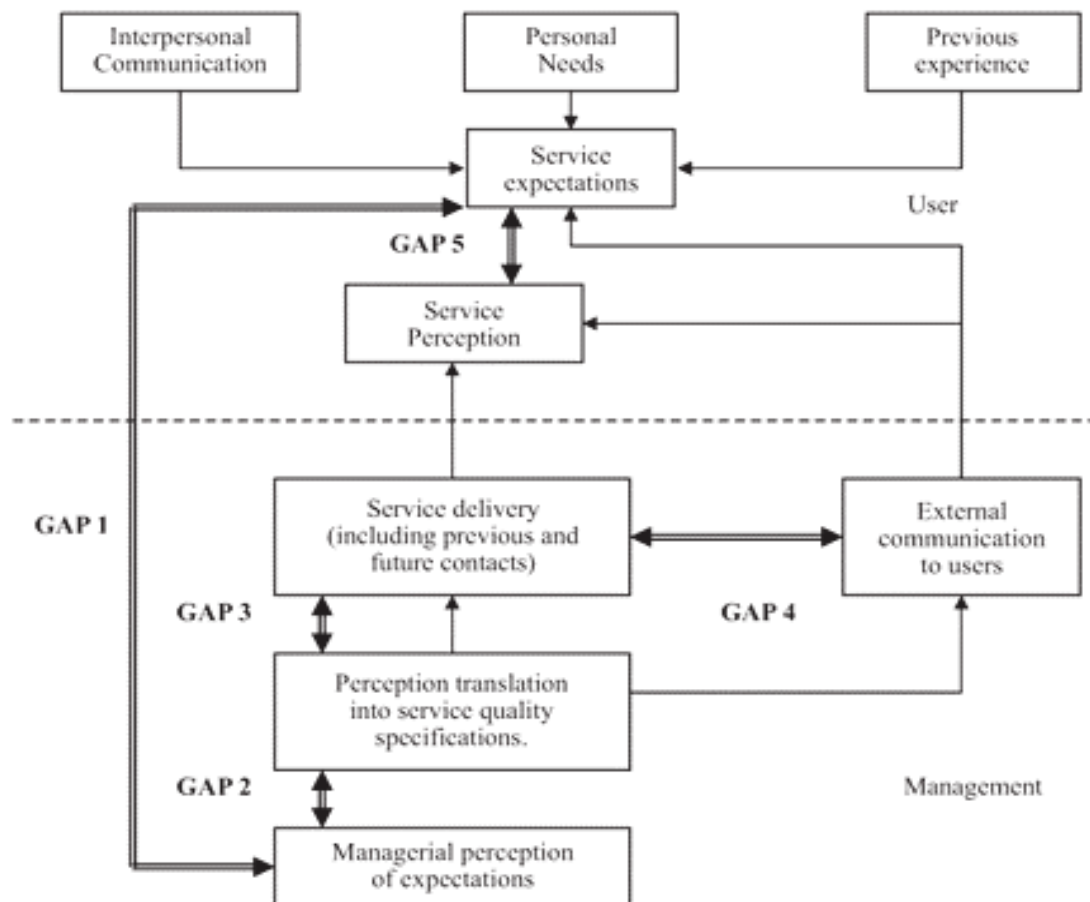 Interpersonal
Communication
Personal
Needs
Previous
experience
Service
expectations
User
GAP 5
Service
Perception
GAP 1
Service delivery
(including previous and
future contacts)
External
communication
to users
GAP 3
GAP 4
Perception translation
into service quality
specifications.
GAP 2
Management
Managerial perception
of expectations